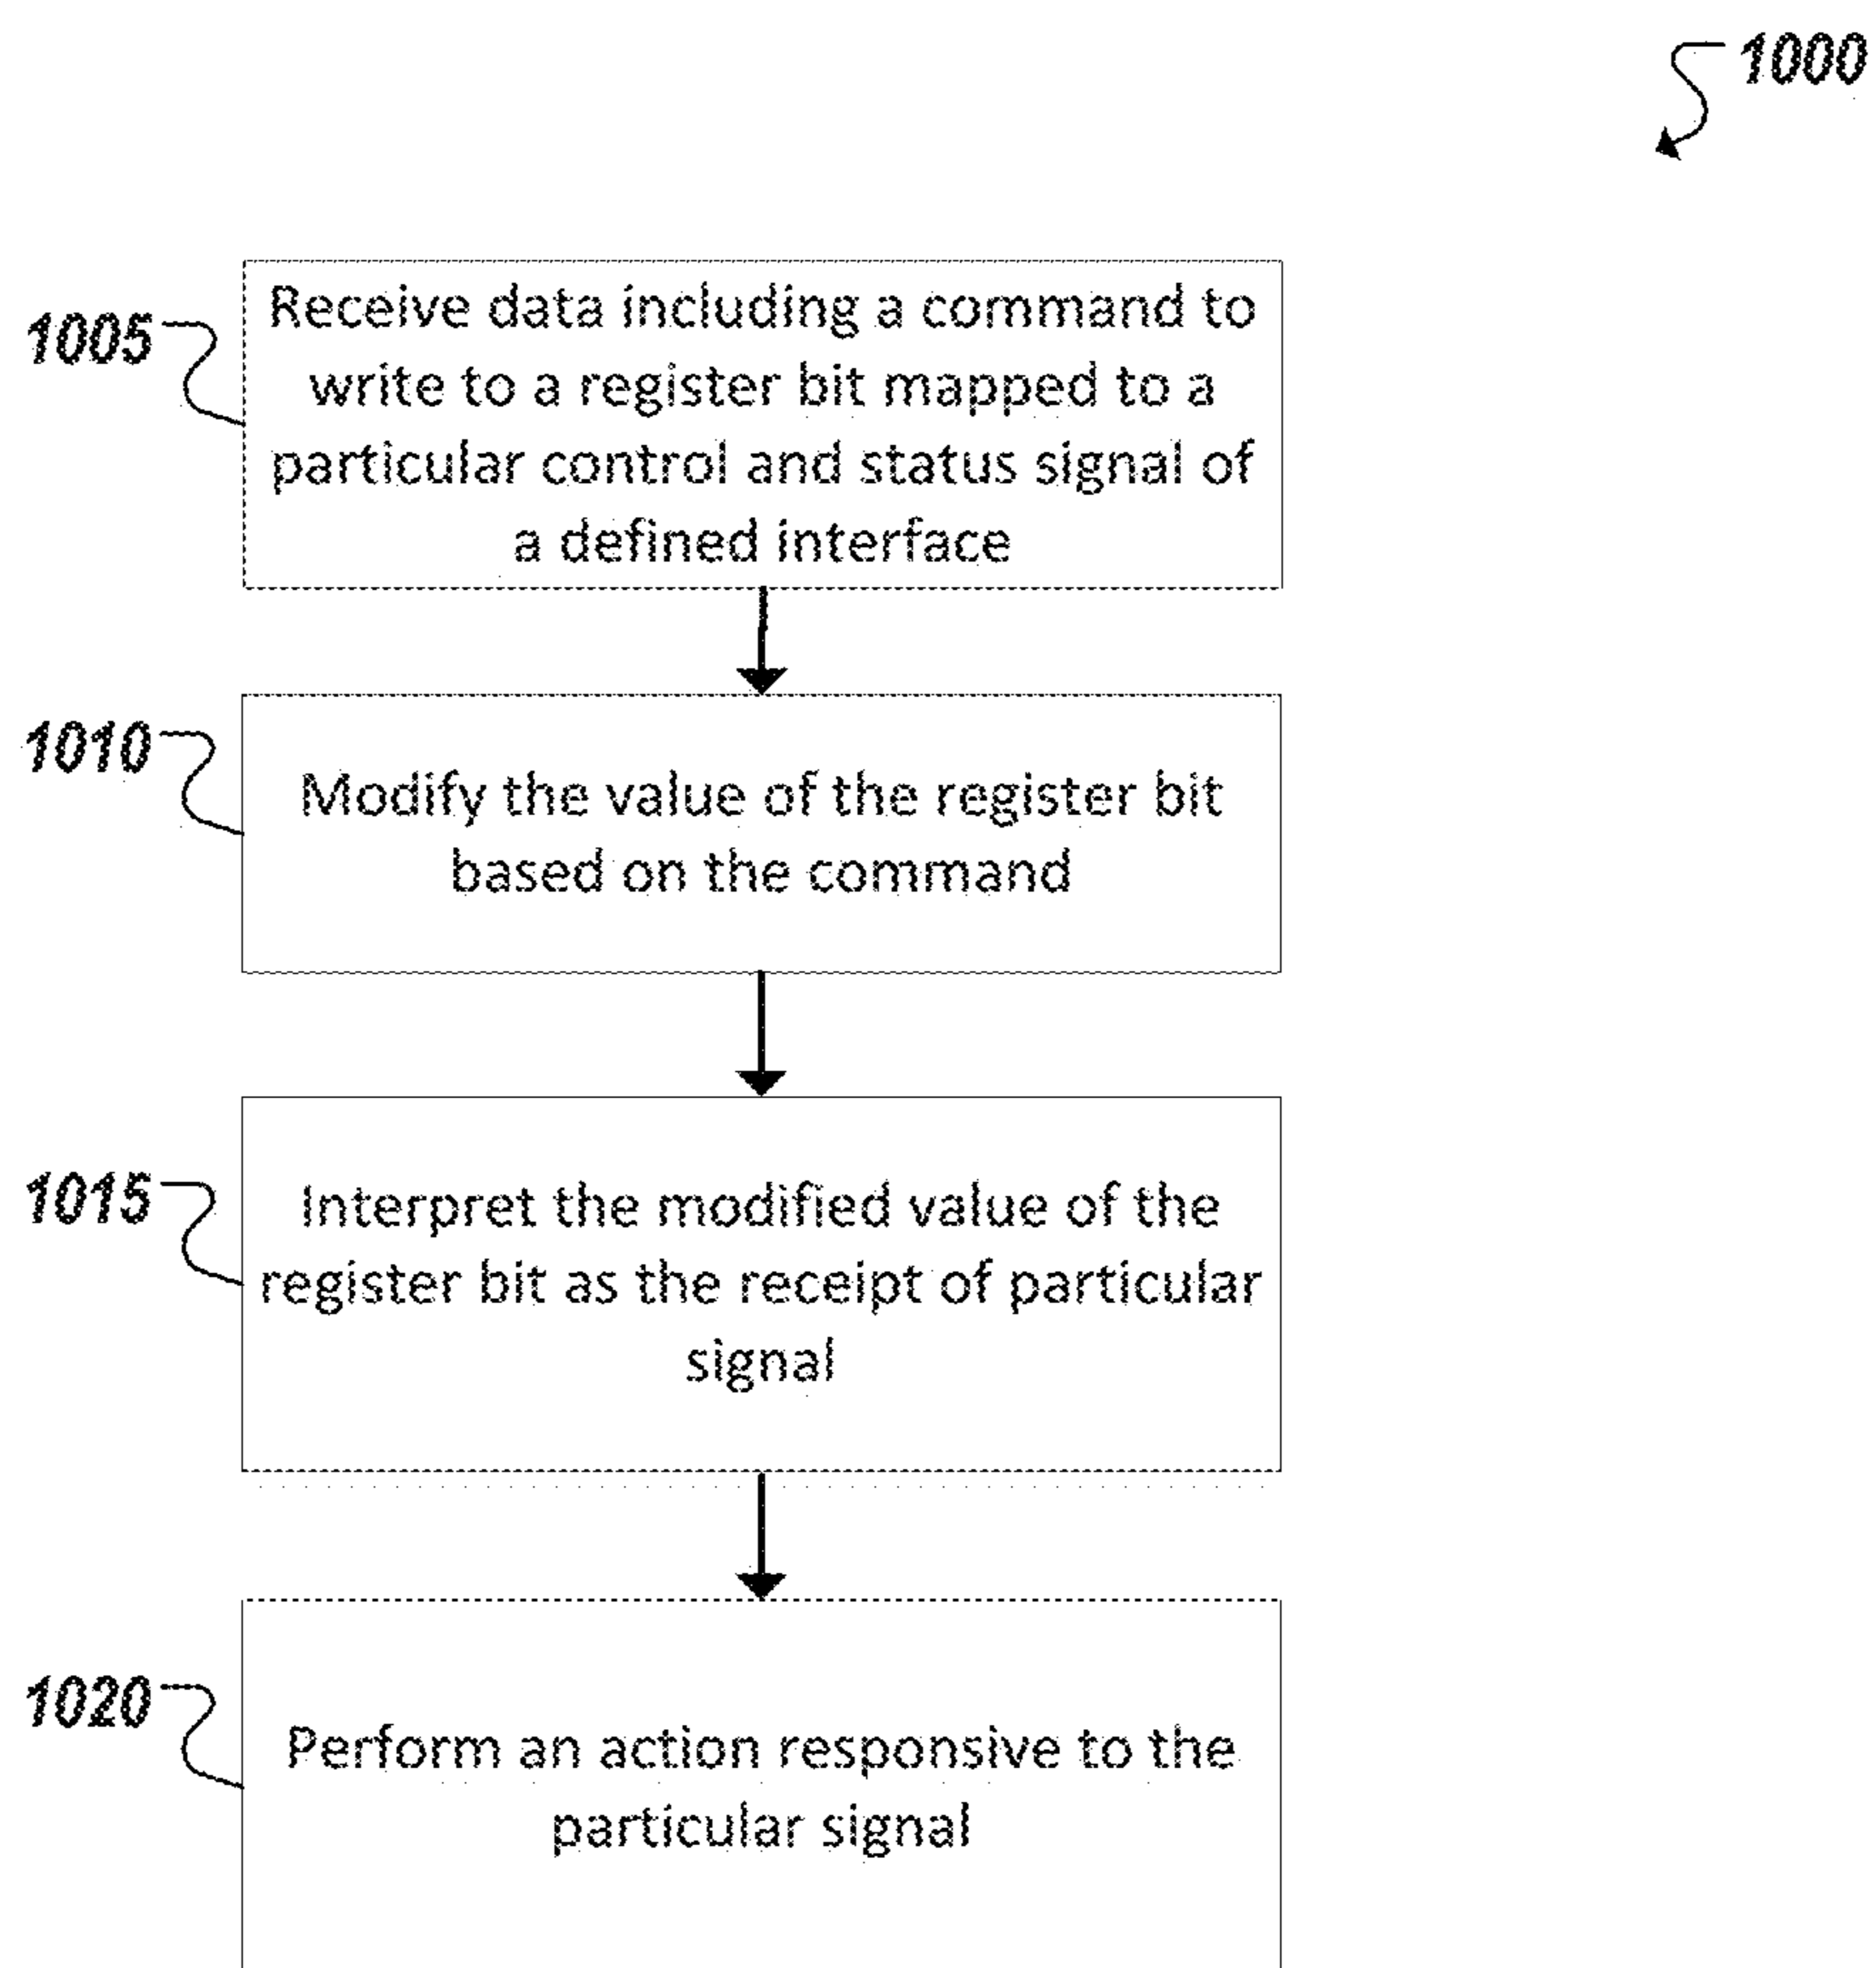 1000
1005
Receive data including a command to
write to a register bit mapped to a
particular control and status signal of
a defined interface
1010
Modify the value of the register bit
based on the command
1015
Interpret the modified value of the
register bit as the receipt of particular
signal
1020
Perform an action responsive to the
particular signal